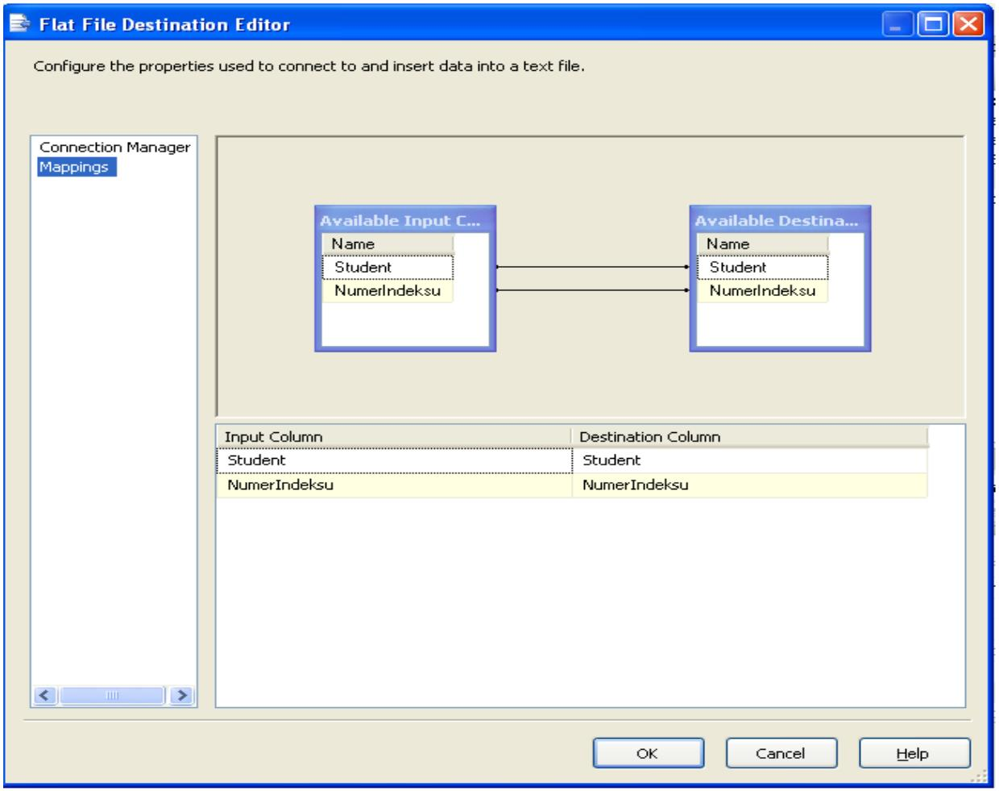 Flat File Destination Editor
Configure the properties used to connect to and insert data into a text file.
Connection Manager
Mappings
Available Input C...
Name
Student
NumerIndeksu
Available Destina...
Name
Student
NumerIndeksu
Input Column Destination Column
Student Student
NumerIndeksu NumerIndeksu
OK Cancel Help